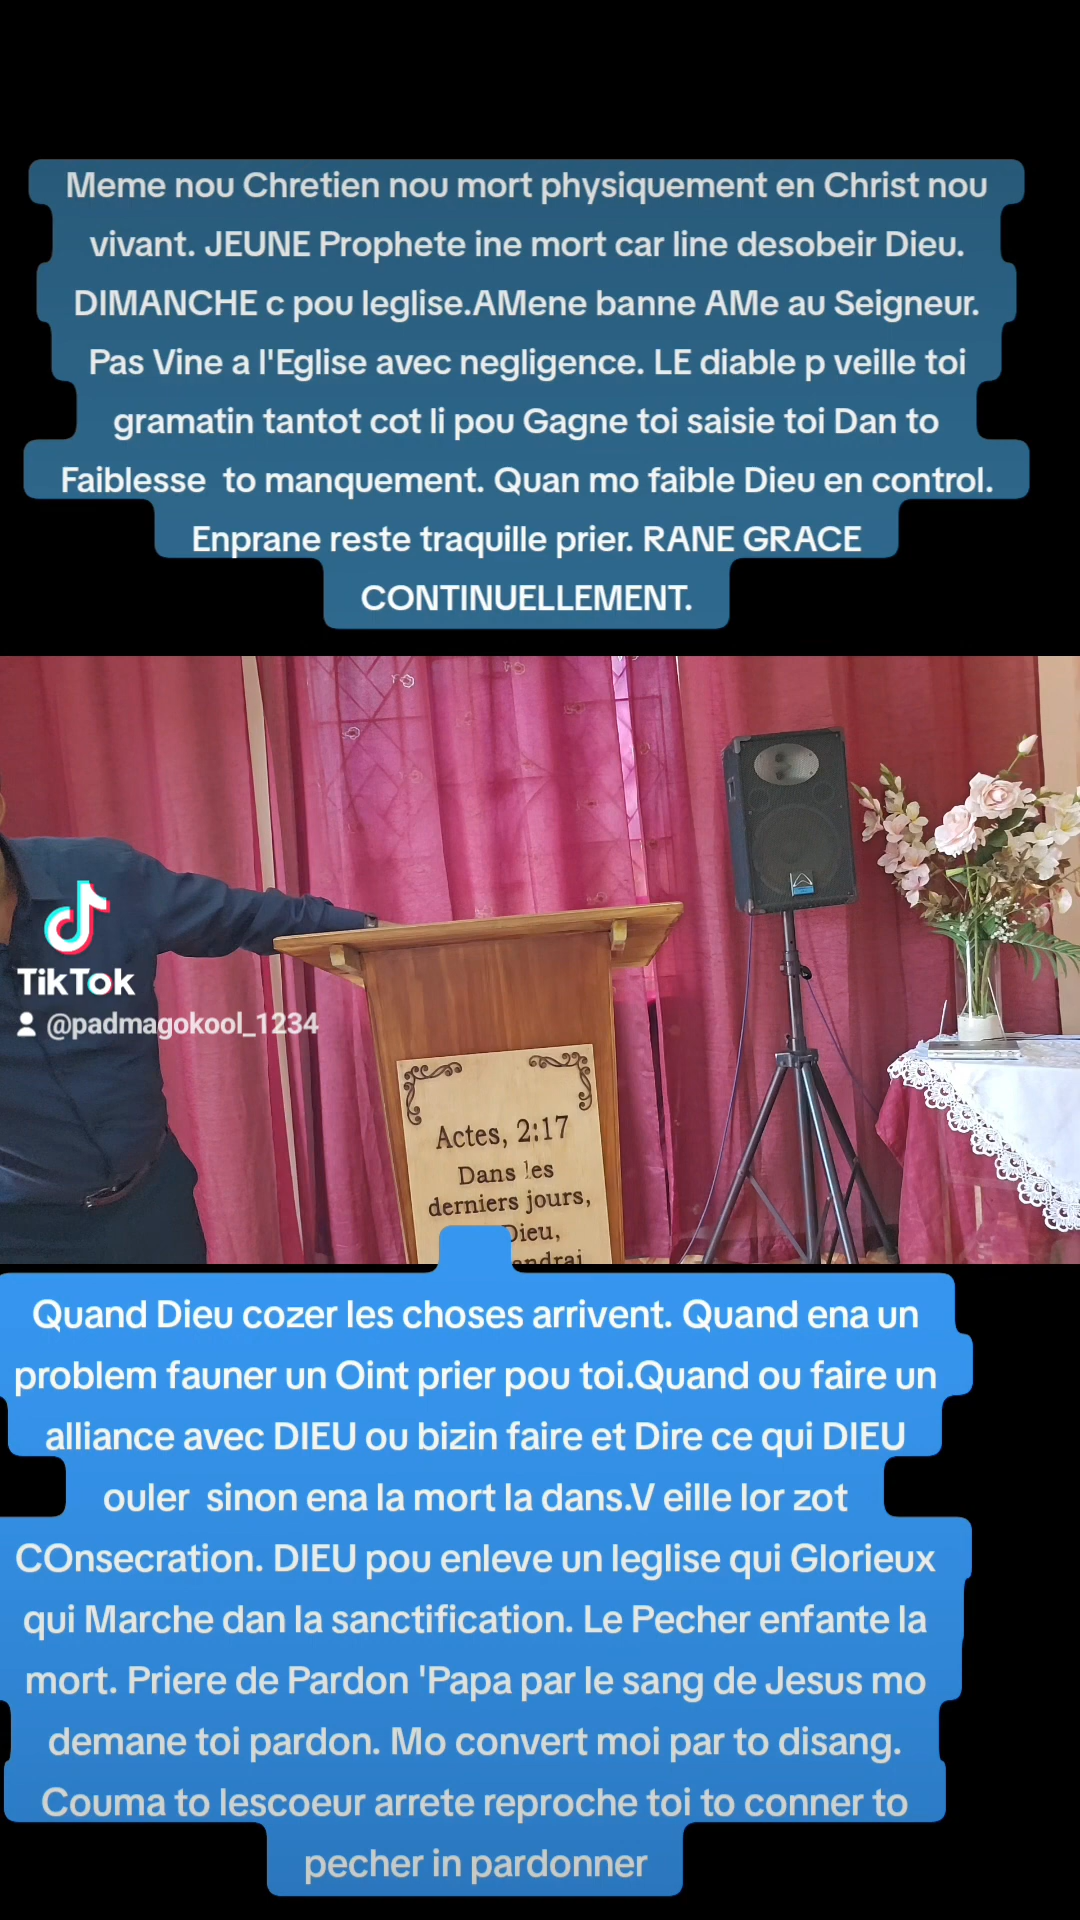 Meme nou Chretien nou mort physiquement en Christ nou
vivant. JEUNE Prophete ine mort car line desobeir Dieu.
DIMANCHE c pou leglise.AMene banne AMe au Seigneur.
Pas Vine a l'Eglise avec negligence. LE diable p veille toi
gramatin tantot cot li pou Gagne toi saisie toi Dan to
Faiblesse  to manquement. Quan mo faible Dieu en control.
Enprane reste traquille prier. RANE GRACE
CONTINUELLEMENT.
TikTok
@padmagokool_1234
Actes, 2:17
Dans les
derniers jours,
Dieu,
Quand Dieu cozer les choses arrivent. Quand ena un
problem fauner un Oint prier pou toi.Quand ou faire un
alliance avec DIEU ou bizin faire et Dire ce qui DIEU
ouler  sinon ena la mort la dans.V eille lor zot
COnsecration. DIEU pou enleve un leglise qui Glorieux
qui Marche dan la sanctification. Le Pecher enfante la
mort. Priere de Pardon 'Papa par le sang de Jesus mo
demane toi pardon. Mo convert moi par to disang.
Couma to lescoeur arrete reproche toi to conner to
pecher in pardonner